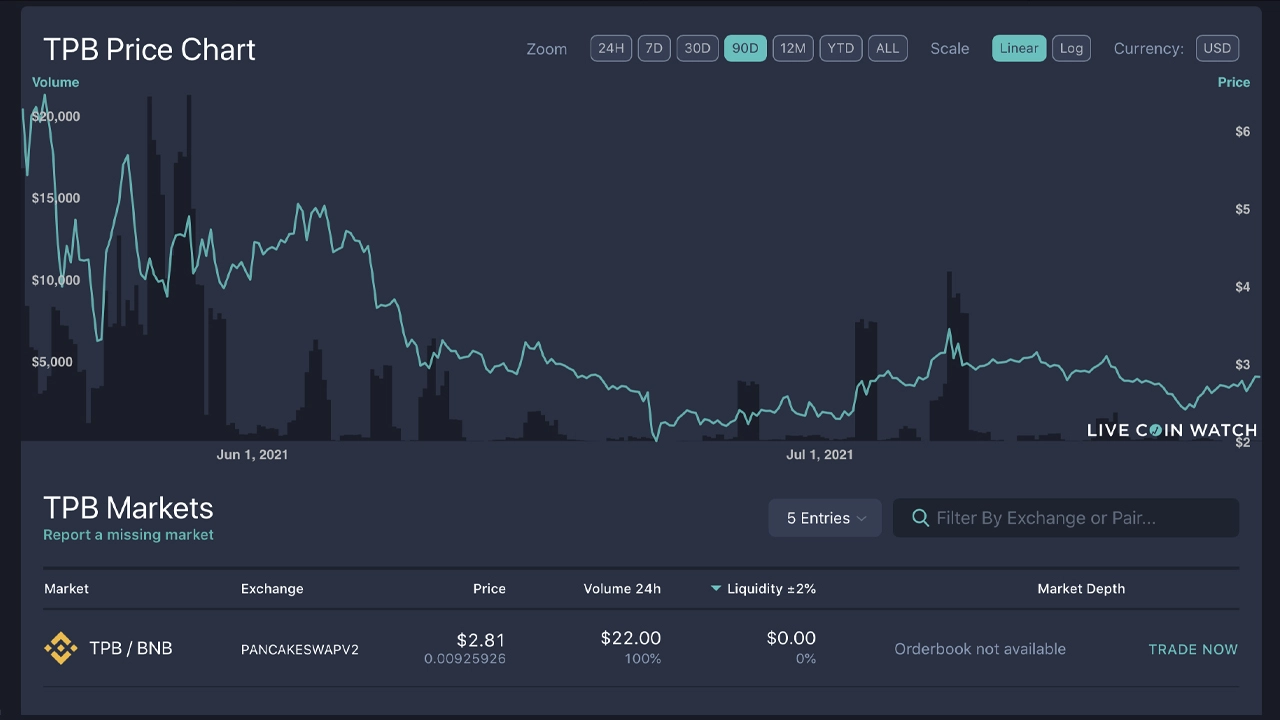 TPB Price Chart
Zoom 24H 7D 30D 90D 12M YTD ALL Scale Linear Log Currency: USD
Volume Price
$20,000
$6
$15,000
$5
$10,000
$4
$5,000
$3
LIVE COIN WATCH
$2
Jun 1, 2021 Jul 1, 2021
TPB Markets
5 Entries Filter By Exchange or Pair...
Report a missing market
Market Exchange Price Volume 24h Liquidity ±2% Market Depth
TPB / BNB PANCAKESWAPV2 $2.81 $22.00 $0.00 Orderbook not available TRADE NOW
0.00925926 100% 0%